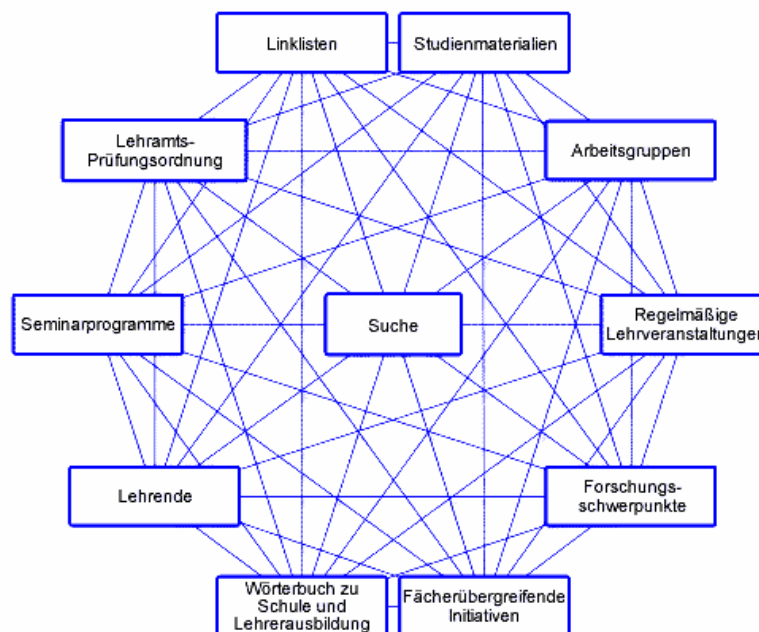 Linklisten
Studienmaterialien
Lehramts-
Prüfungsordnung
Arbeitsgruppen
Seminarprogramme
Suche
Regelmäßige
Lehrveranstaltungen
Lehrende
Forschungs-
schwerpunkte
Wörterbuch zu
Schule und
Lehrerausbildung
Fächerübergreifende
Initiativen